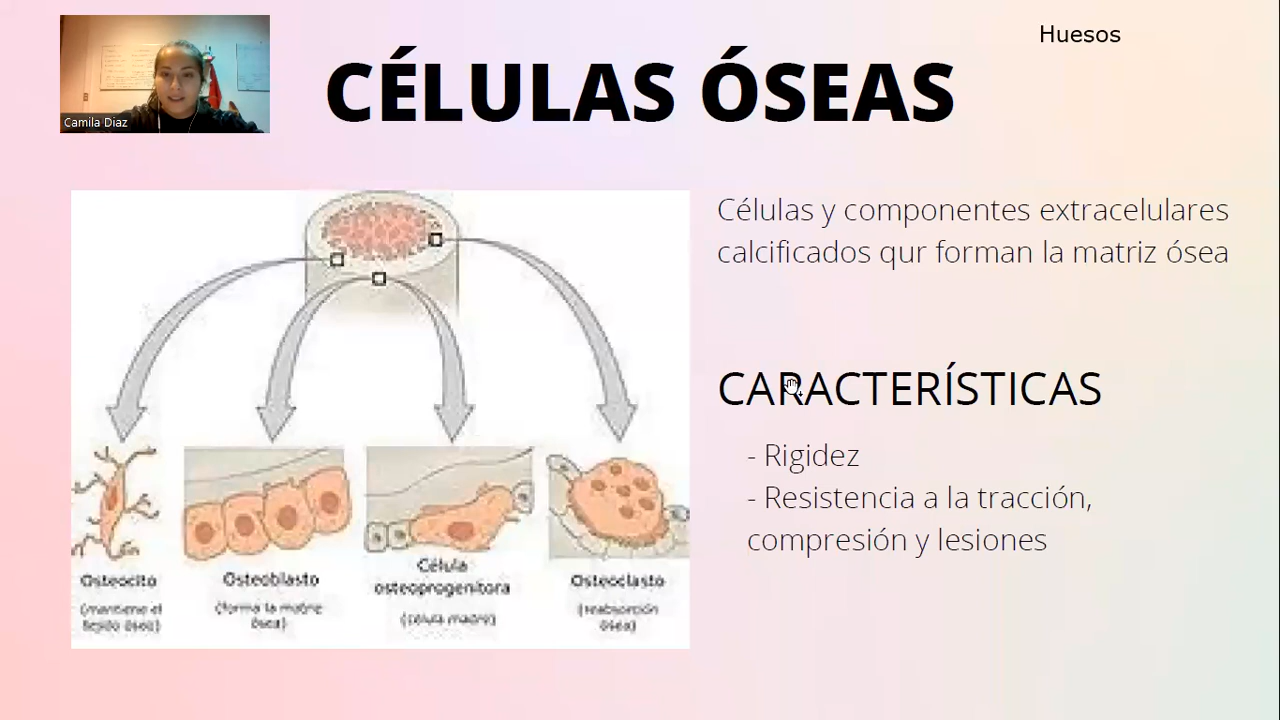 Huesos
CÉLULAS ÓSEAS
Camila Diaz
Células y componentes extracelulares
calcificados qur forman la matriz ósea
CARACTERÍSTICAS
- Rigidez
- Resistencia a la tracción,
compresión y lesiones
Osteocito
(mantiene el
tejido óseo)
Osteoblasto
(forma la matriz
ósea)
Célula
osteoprogenitora
(célula madre)
Osteoclasto
(reabsorción
ósea)